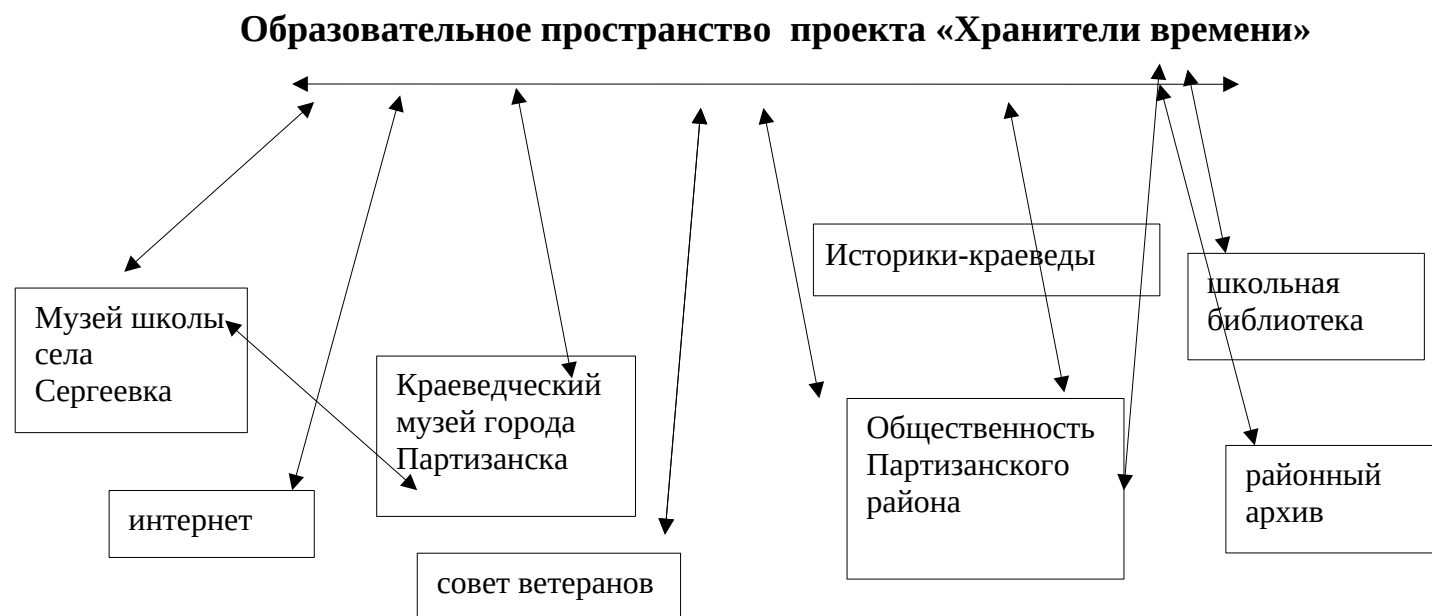 Образовательное пространство проекта «Хранители времени»
Историки-краеведы
школьная
библиотека
Музей школы
села
Сергеевка
Краеведческий
музей города
Партизанска
Общественность
Партизанского
района
районный
архив
интернет
совет ветеранов